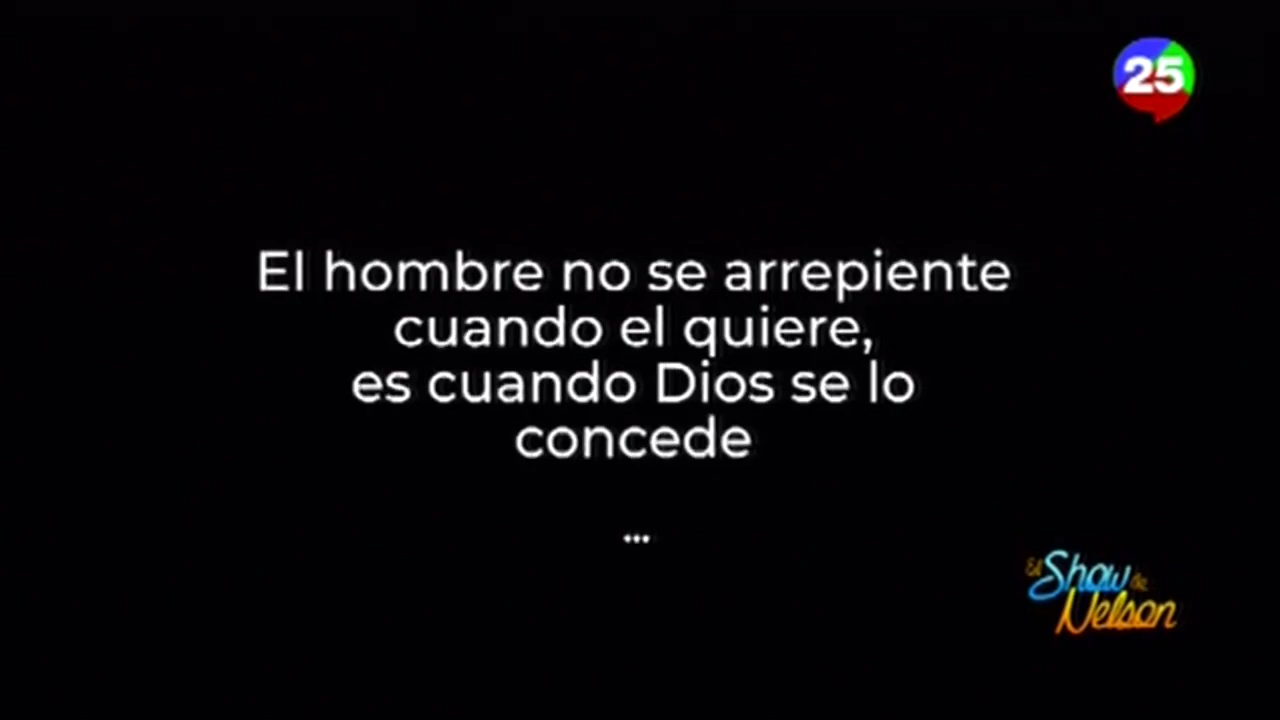 25
El hombre no se arrepiente
cuando el quiere,
es cuando Dios se lo
concede
...
El Show de
Nelson